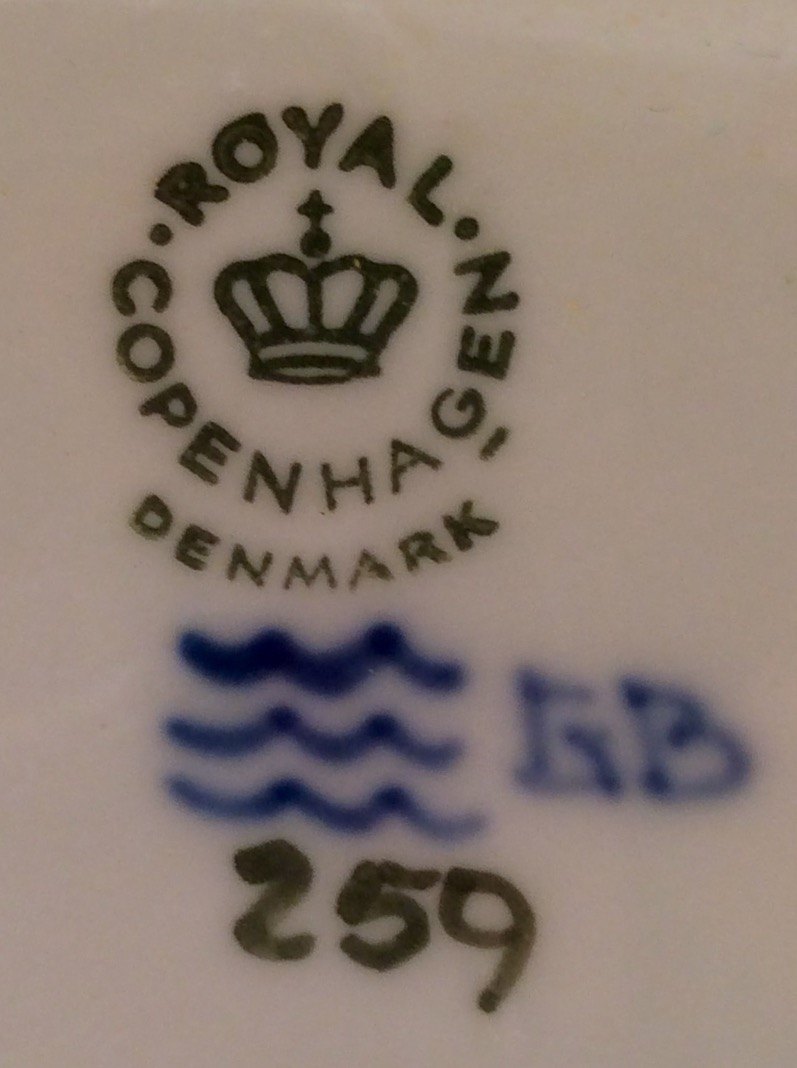 · ROYAL ·
COPENHAGEN
DENMARK
259